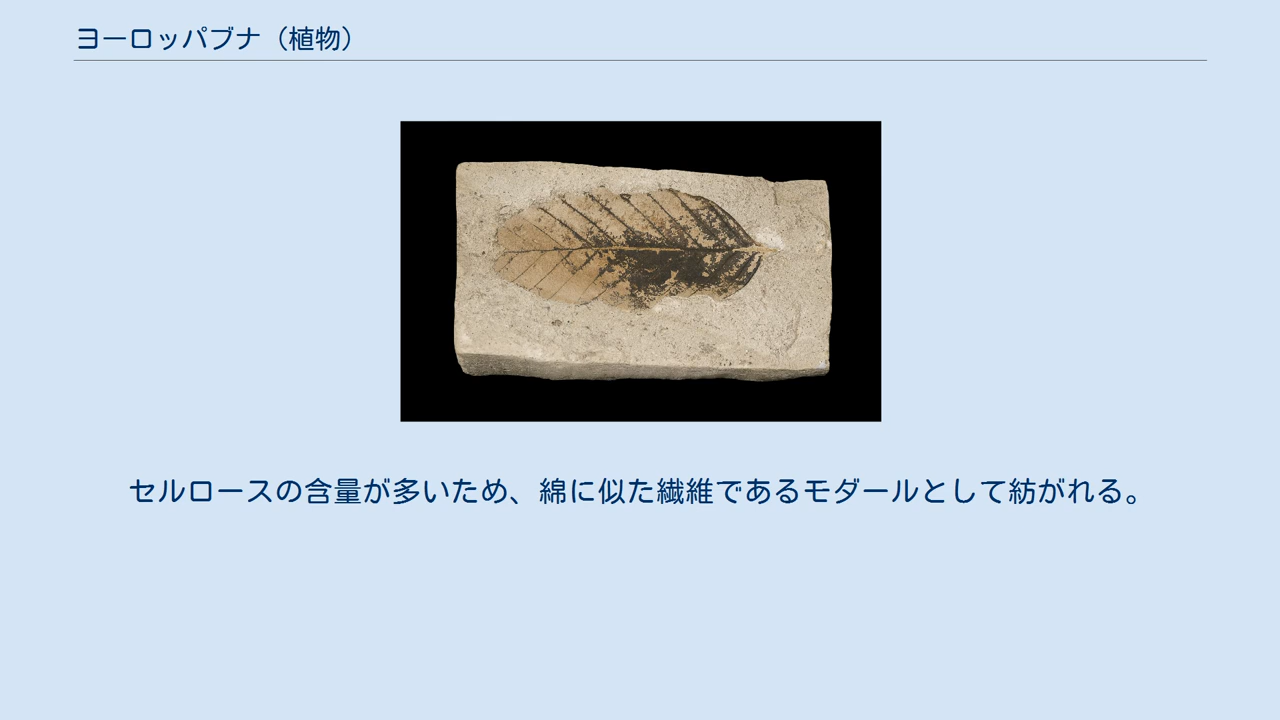 ヨーロッパブナ（植物）
セルロースの含量が多いため、綿に似た繊維であるモダールとして紡がれる。